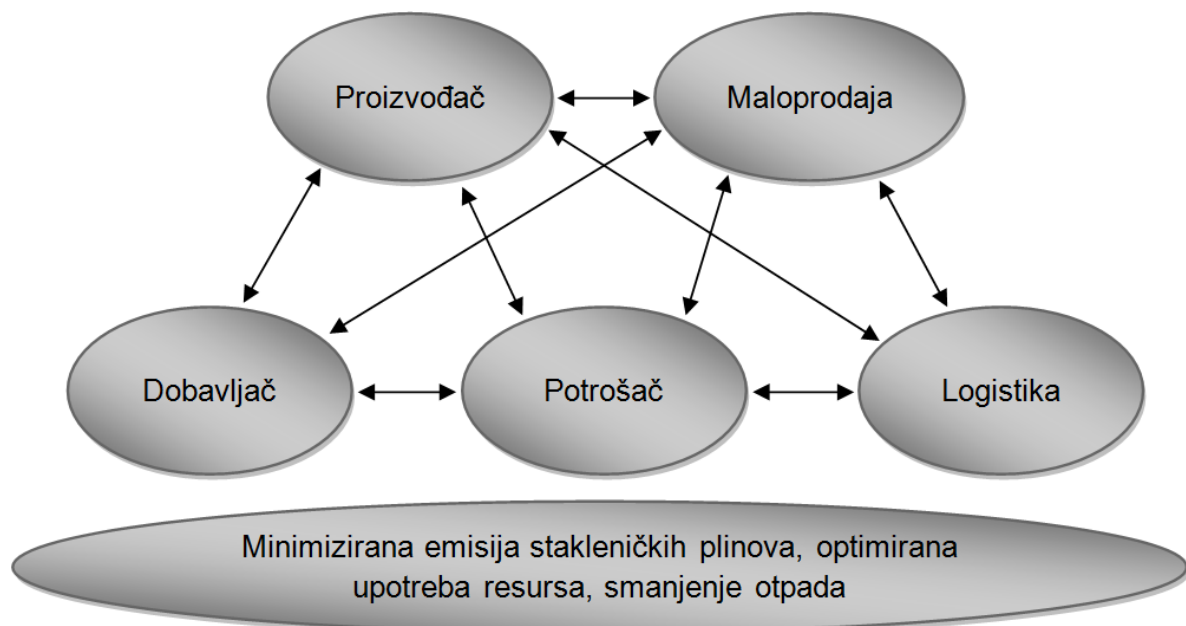 Proizvođač
Maloprodaja
Dobavljač
Potrošač
Logistika
Minimizirana emisija stakleničkih plinova, optimirana
upotreba resursa, smanjenje otpada